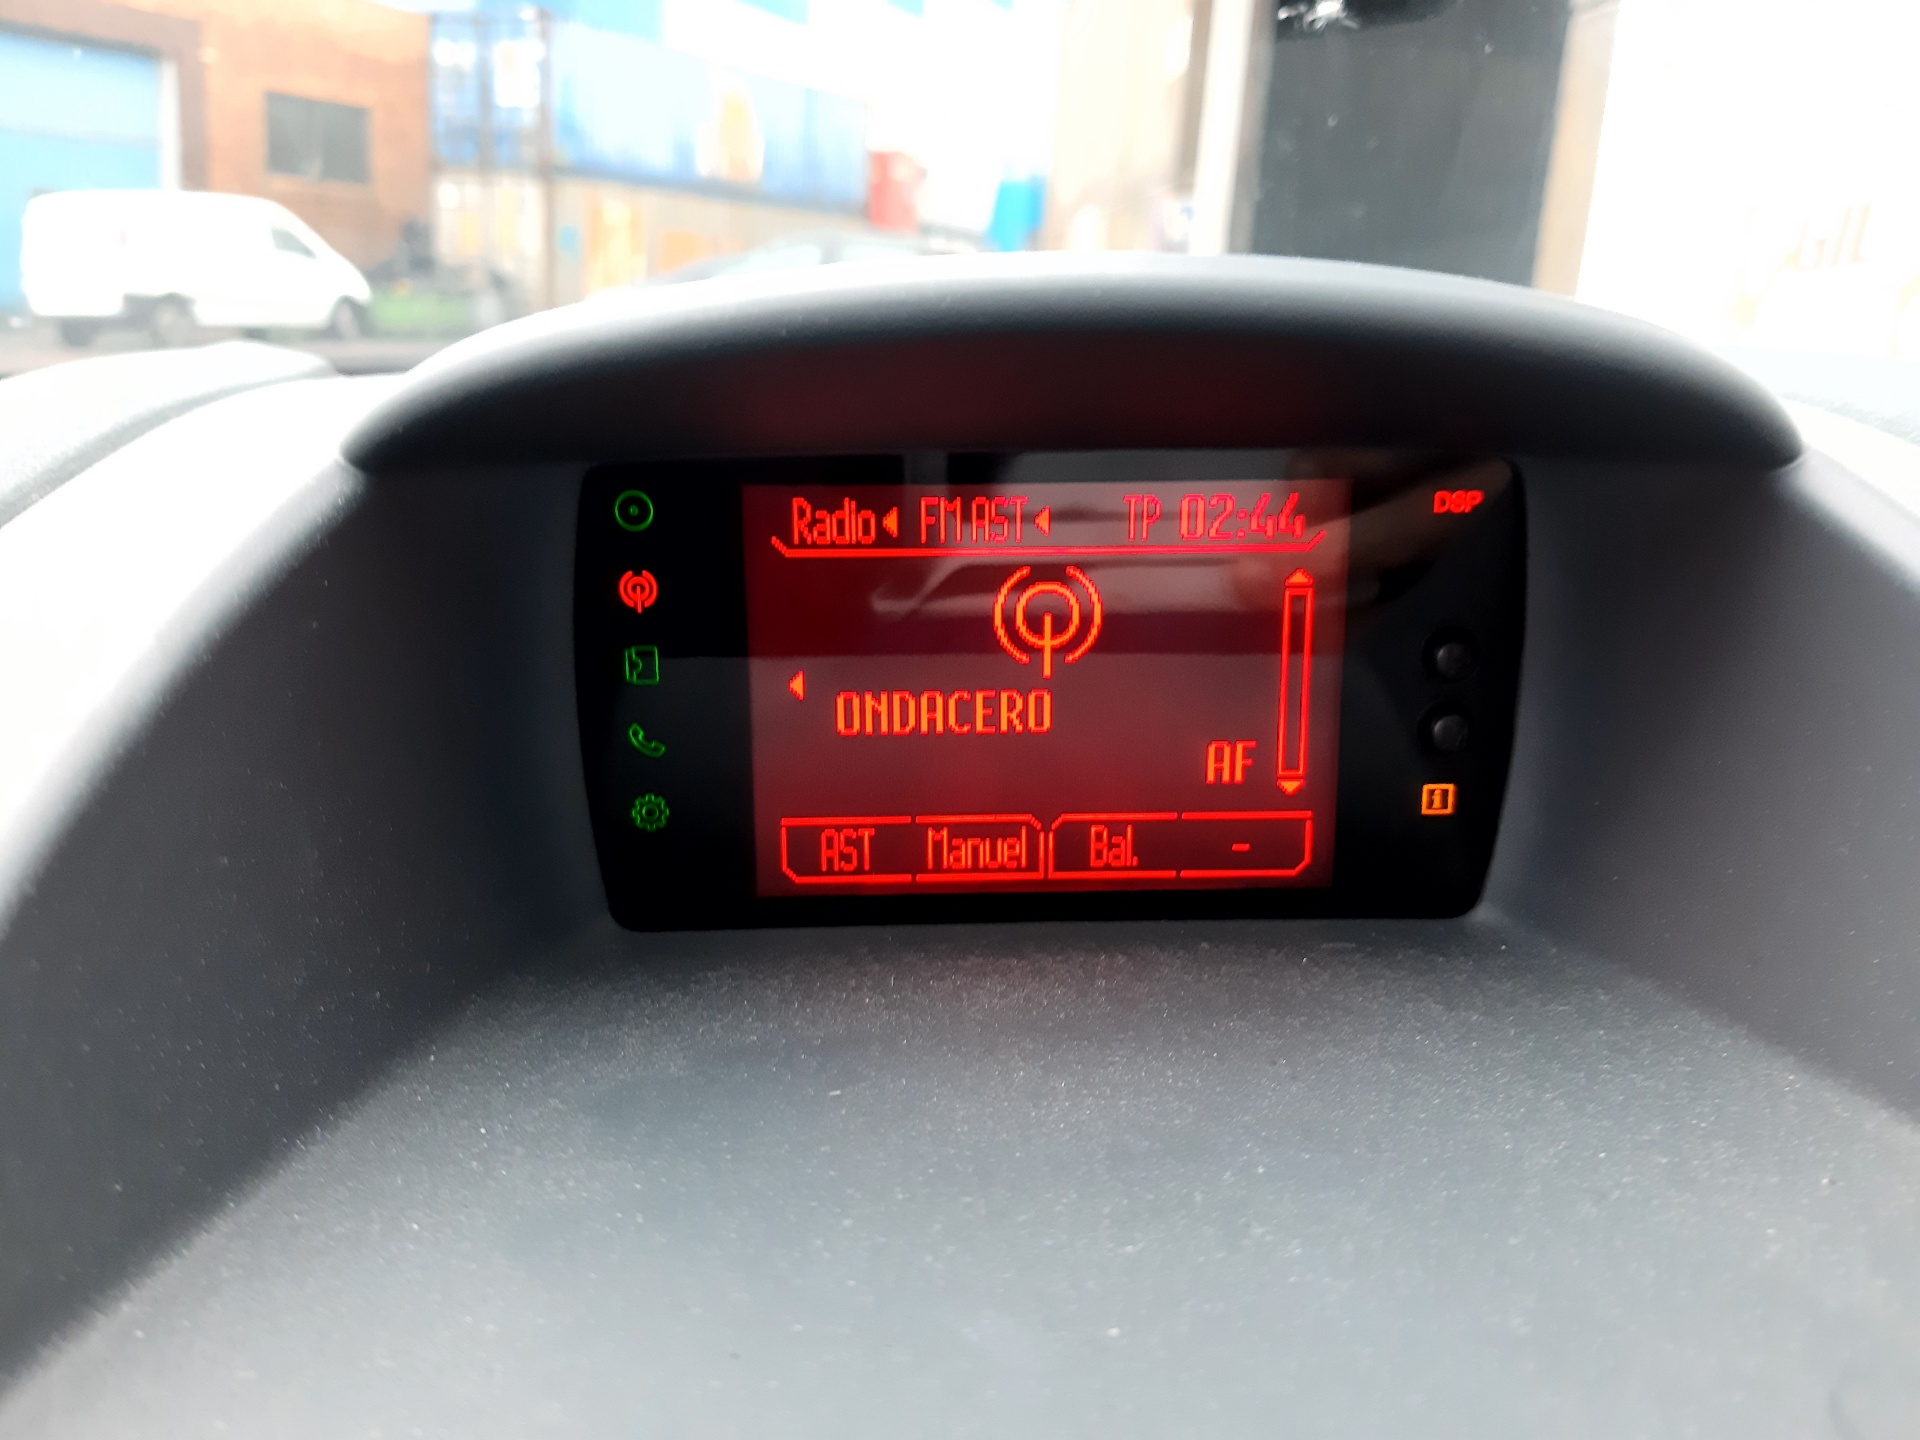 Radio FM AST TP 02:44
DSP
ONDACERO
AF
i
AST Manuel Bal. -